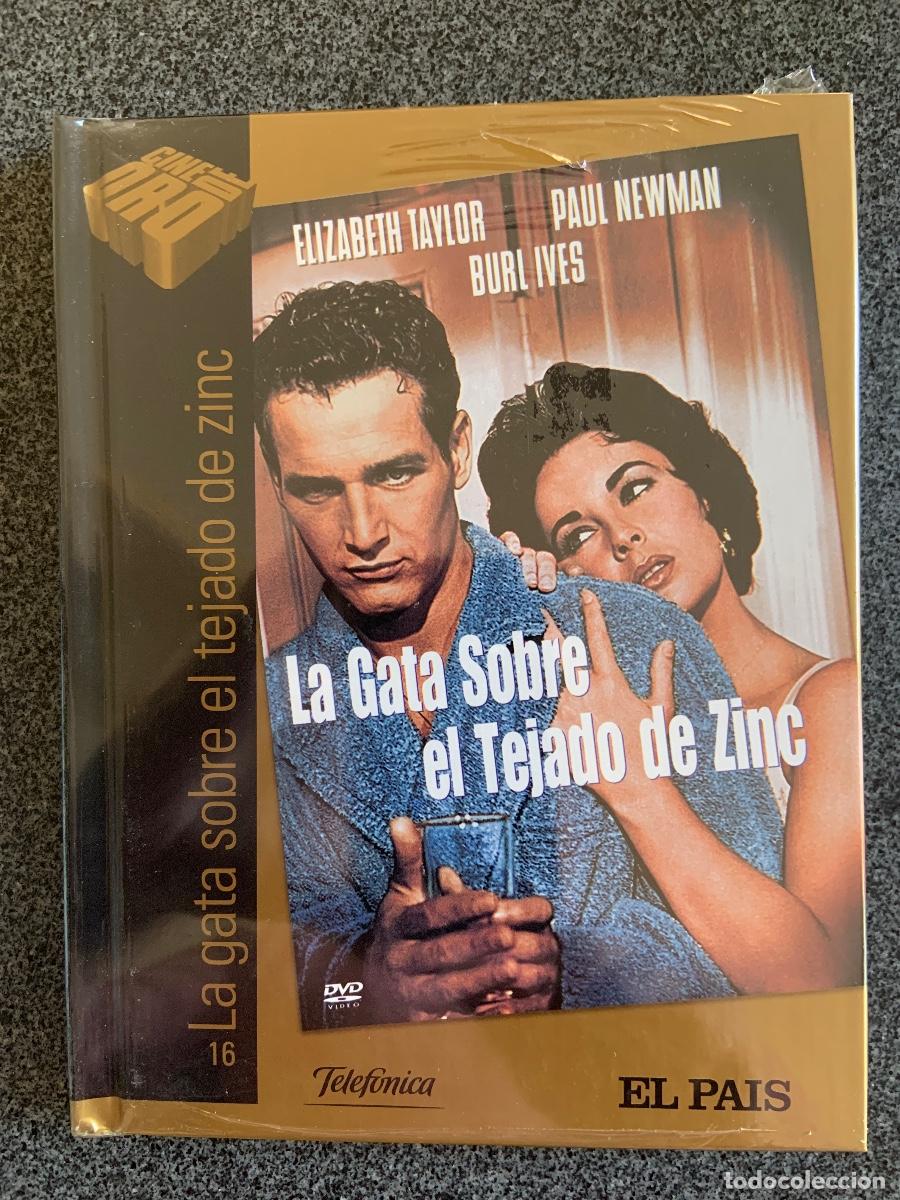 CINE DE
ORO
ELIZABETH TAYLOR
PAUL NEWMAN
BURL IVES
La Gata Sobre
el Tejado de Zinc
DVD
VIDEO
16 La gata sobre el tejado de zinc
Telefónica
EL PAIS
todocoleccion